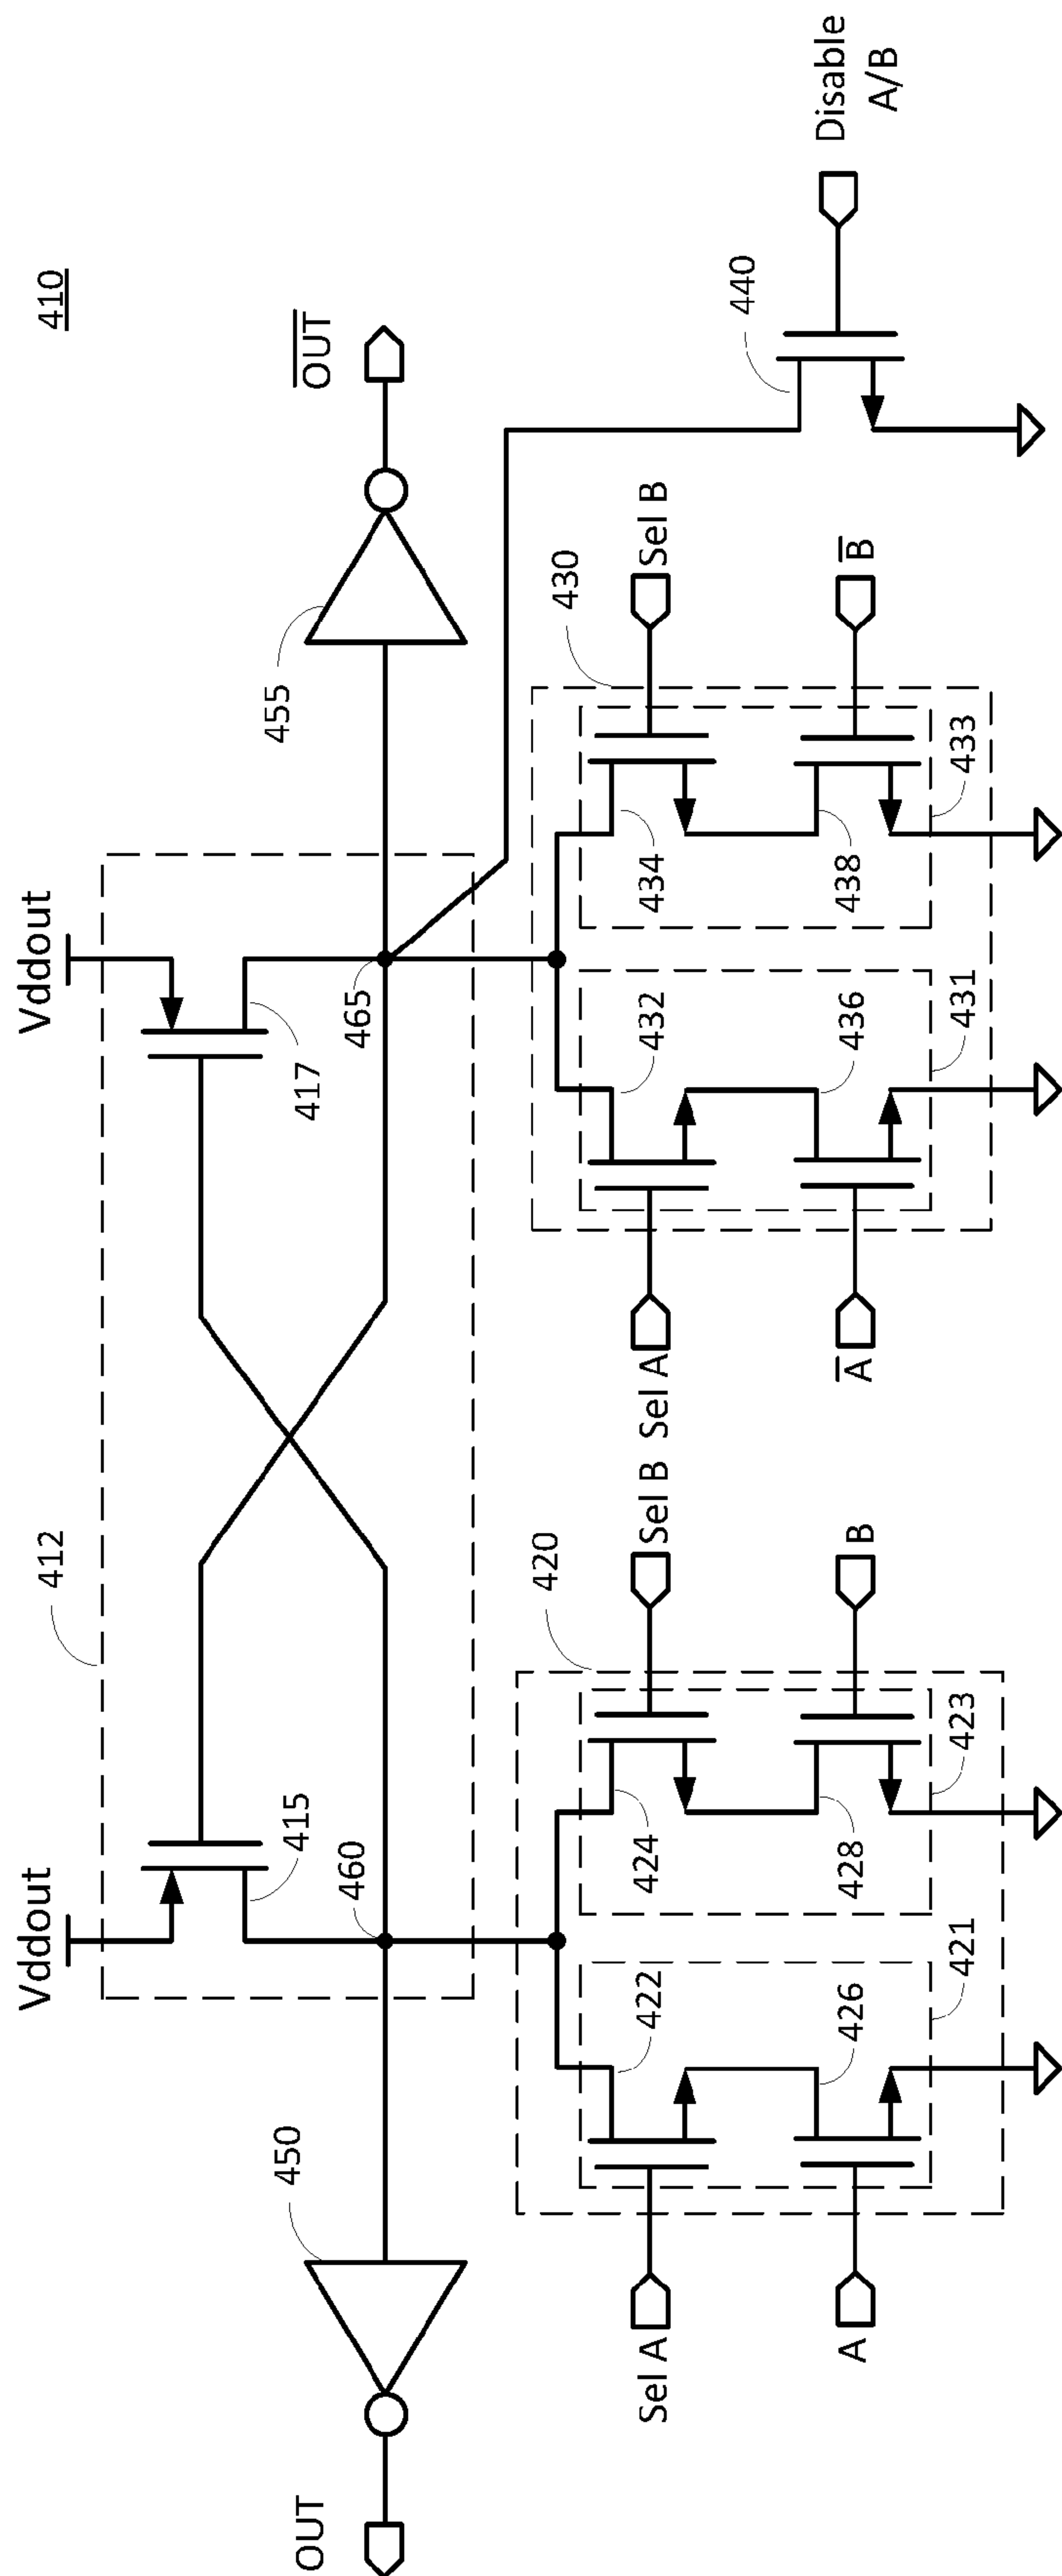 410
Vddout
Vddout
412
415
417
460
465
450
455
OUT
O̅U̅T̅
420
430
440
Sel A
422
424
Sel B
Sel A
432
434
Sel B
A
426
428
B
A̅
436
438
B̅
421
423
431
433
Disable
A/B